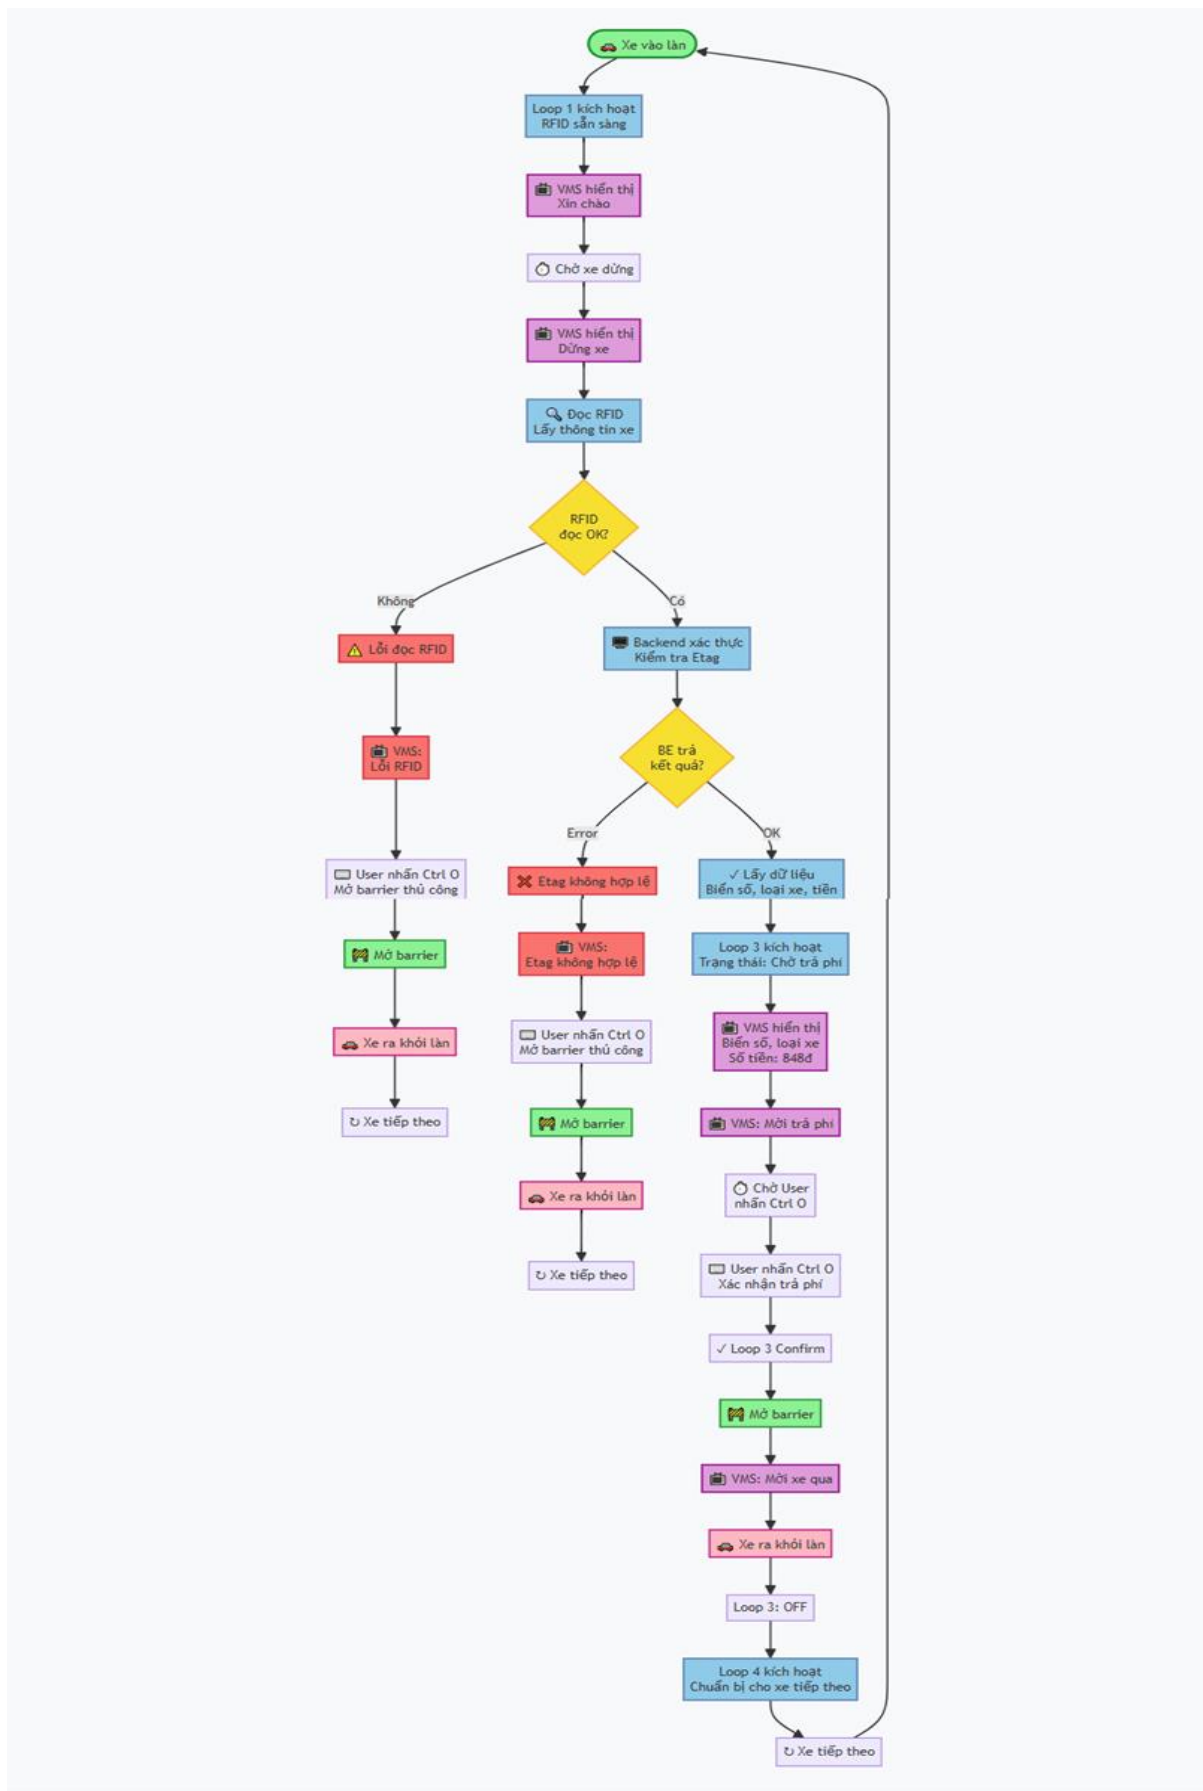 Xe vào làn
Loop 1 kích hoạt
RFID sẵn sàng
VMS hiển thị
Xin chào
Chờ xe dừng
VMS hiển thị
Dừng xe
Đọc RFID
Lấy thông tin xe
RFID
đọc OK?
Không
Có
Lỗi đọc RFID
VMS:
Lỗi RFID
User nhấn Ctrl O
Mở barrier thủ công
Mở barrier
Xe ra khỏi làn
↻ Xe tiếp theo
Backend xác thực
Kiểm tra Etag
BE trả
kết quả?
Error
OK
Etag không hợp lệ
VMS:
Etag không hợp lệ
User nhấn Ctrl O
Mở barrier thủ công
Mở barrier
Xe ra khỏi làn
↻ Xe tiếp theo
✓ Lấy dữ liệu
Biển số, loại xe, tiền
Loop 3 kích hoạt
Trạng thái: Chờ trả phí
VMS hiển thị
Biển số, loại xe
Số tiền: 848đ
VMS: Mời trả phí
Chờ User
nhấn Ctrl O
User nhấn Ctrl O
Xác nhận trả phí
✓ Loop 3 Confirm
Mở barrier
VMS: Mời xe qua
Xe ra khỏi làn
Loop 3: OFF
Loop 4 kích hoạt
Chuẩn bị cho xe tiếp theo
↻ Xe tiếp theo